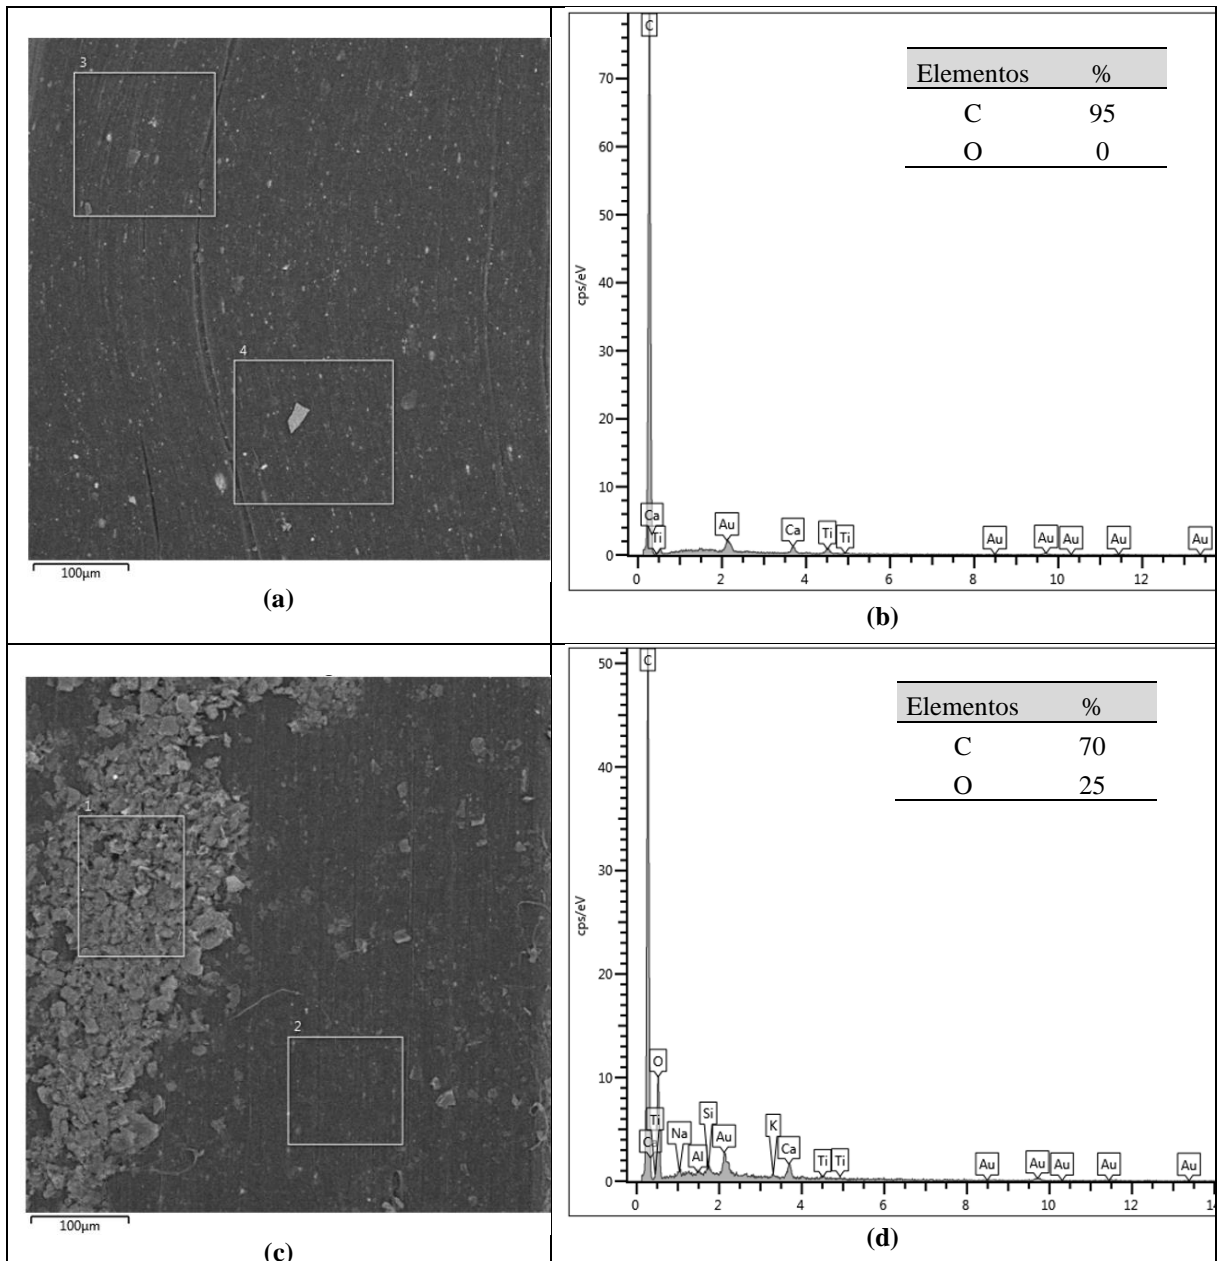 3
4
100µm
(a)
C
70
60
50
40
30
20
10
0
cps/eV
Elementos %
C 95
O 0
Ca
Ti
Au
Ca
Ti
Ti
Au
Au
Au
Au
Au
0 2 4 6 8 10 12
(b)
1
2
100µm
(c)
50
40
30
20
10
0
cps/eV
C
Elementos %
C 70
O 25
O
Ti
Ca
Na
Al
Si
Au
K
Ca
Ti
Ti
Au
Au
Au
Au
Au
0 2 4 6 8 10 12 14
(d)